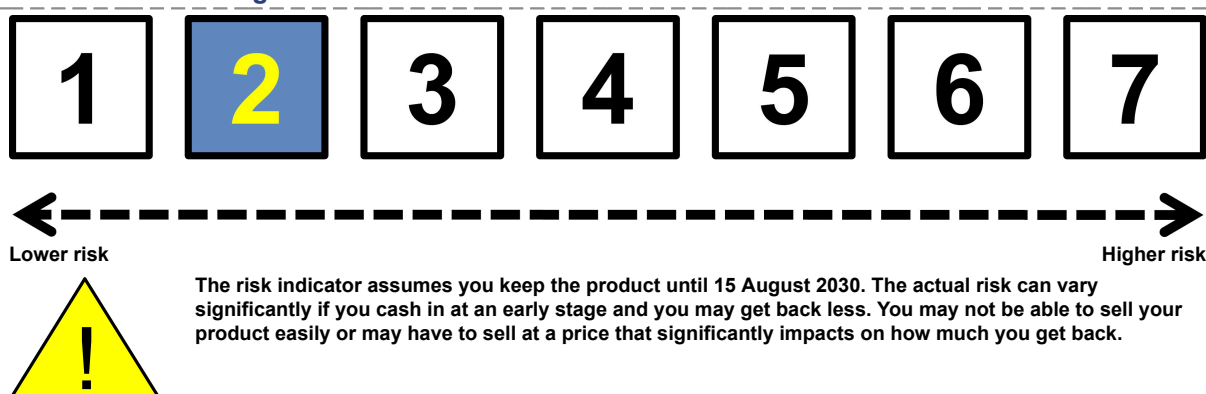 1 2 3 4 5 6 7
Lower risk Higher risk
The risk indicator assumes you keep the product until 15 August 2030. The actual risk can vary
significantly if you cash in at an early stage and you may get back less. You may not be able to sell your
product easily or may have to sell at a price that significantly impacts on how much you get back.
!